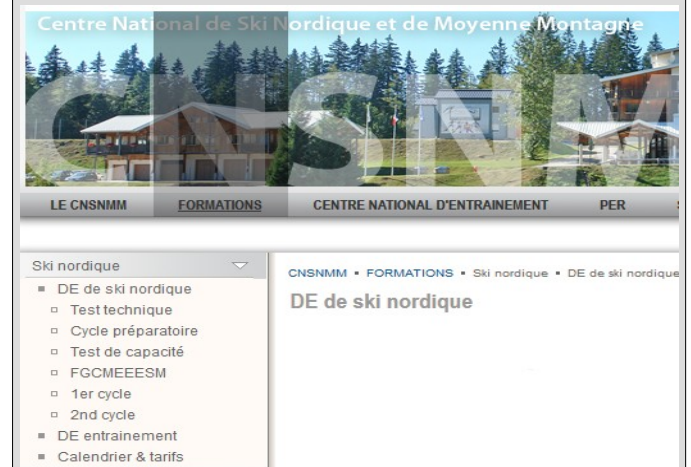 Centre National de Ski Nordique et de Moyenne Montagne
CNSNM
LE CNSNMM FORMATIONS CENTRE NATIONAL D'ENTRAINEMENT PER
Ski nordique
DE de ski nordique
Test technique
Cycle préparatoire
Test de capacité
FGCMEEESM
1er cycle
2nd cycle
DE entrainement
Calendrier & tarifs
CNSNMM ▪ FORMATIONS ▪ Ski nordique ▪ DE de ski nordique
DE de ski nordique